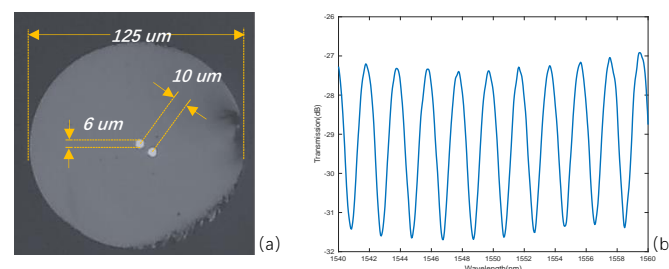 125 um
10 um
6 um
(a)
-26
-27
-28
-29
-30
-31
-32
Transmission(dB)
1540 1542 1544 1546 1548 1550 1552 1554 1556 1558 1560
Wavelength(nm)
(b)